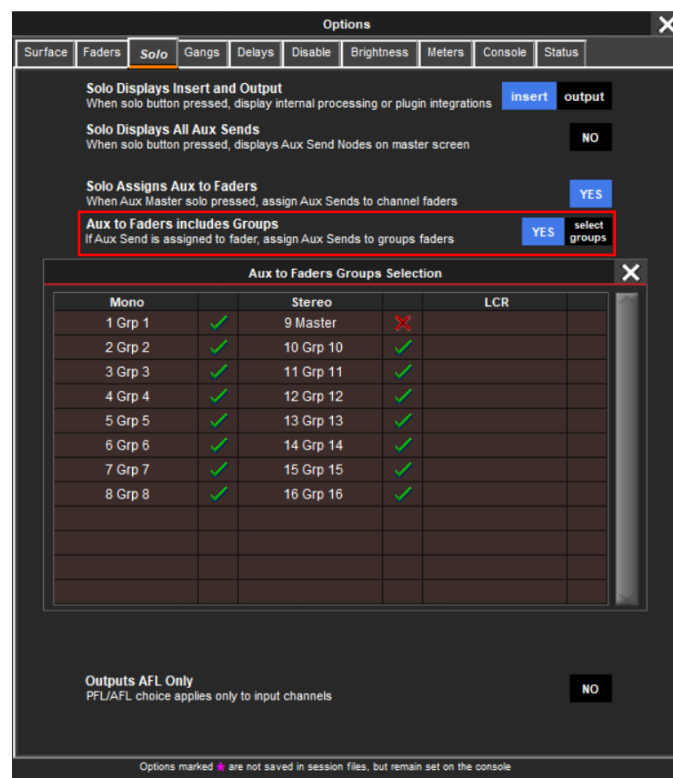 Options
Surface Faders Solo Gangs Delays Disable Brightness Meters Console Status
Solo Displays Insert and Output
When solo button pressed, display internal processing or plugin integrations
insert output
Solo Displays All Aux Sends
When solo button pressed, displays Aux Send Nodes on master screen
NO
Solo Assigns Aux to Faders
When Aux Master solo pressed, assign Aux Sends to channel faders
YES
Aux to Faders includes Groups
If Aux Send is assigned to fader, assign Aux Sends to groups faders
YES
select
groups
Aux to Faders Groups Selection
Mono Stereo LCR
1 Grp 1 9 Master
2 Grp 2 10 Grp 10
3 Grp 3 11 Grp 11
4 Grp 4 12 Grp 12
5 Grp 5 13 Grp 13
6 Grp 6 14 Grp 14
7 Grp 7 15 Grp 15
8 Grp 8 16 Grp 16
Outputs AFL Only
PFL/AFL choice applies only to input channels
NO
Options marked * are not saved in session files, but remain set on the console